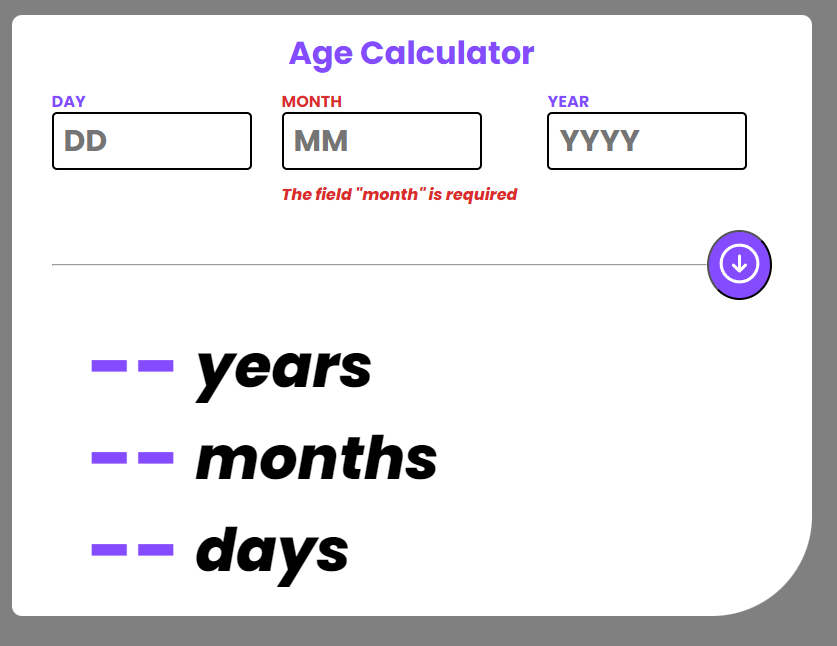 Age Calculator
DAY MONTH YEAR
DD MM YYYY
The field "month" is required
-- years
-- months
-- days